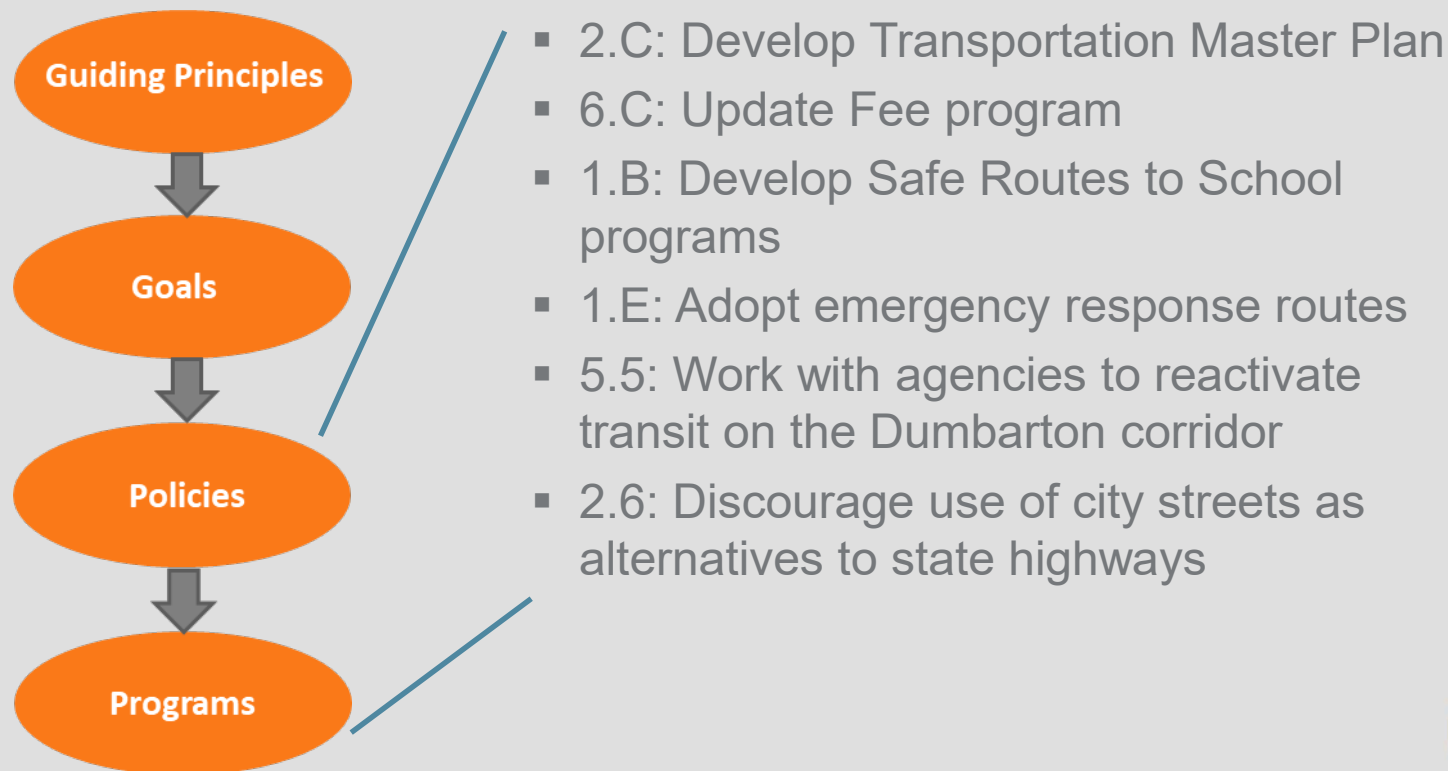 Guiding Principles
Goals
Policies
Programs
▪ 2.C: Develop Transportation Master Plan
▪ 6.C: Update Fee program
▪ 1.B: Develop Safe Routes to School
programs
▪ 1.E: Adopt emergency response routes
▪ 5.5: Work with agencies to reactivate
transit on the Dumbarton corridor
▪ 2.6: Discourage use of city streets as
alternatives to state highways